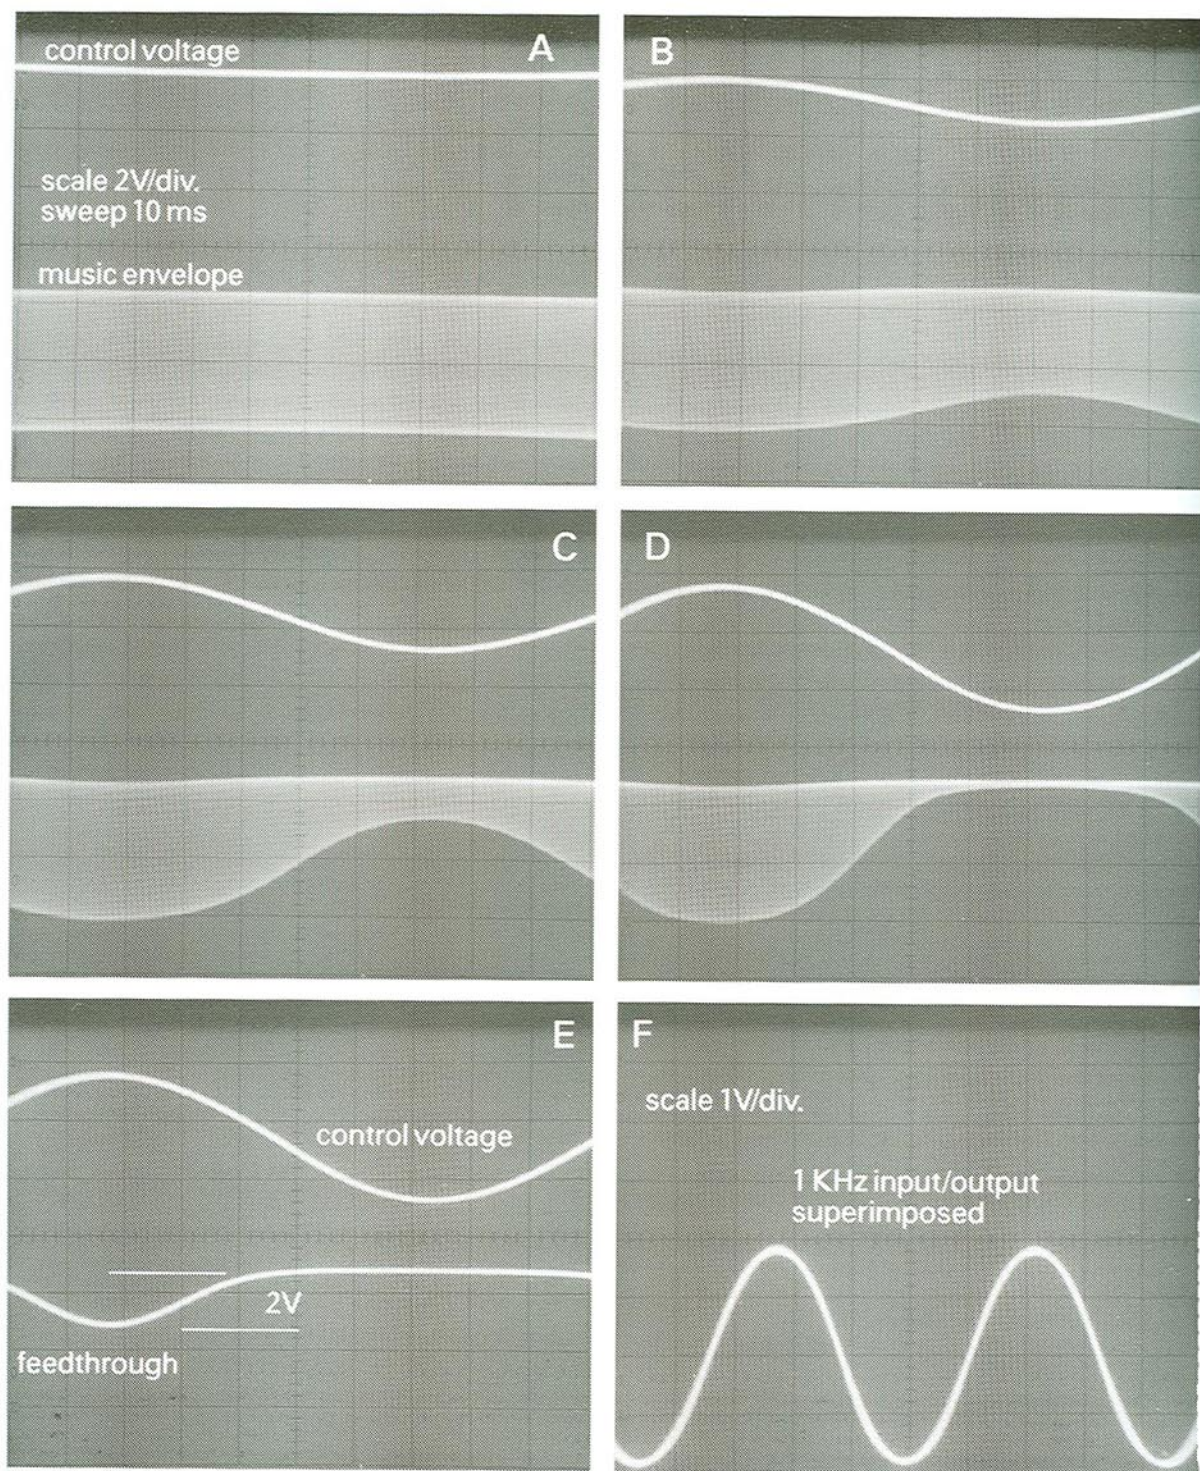 control voltage
A
scale 2V/div.
sweep 10 ms
music envelope
B
C
D
E
control voltage
2V
feedthrough
F
scale 1V/div.
1 KHz input/output
superimposed